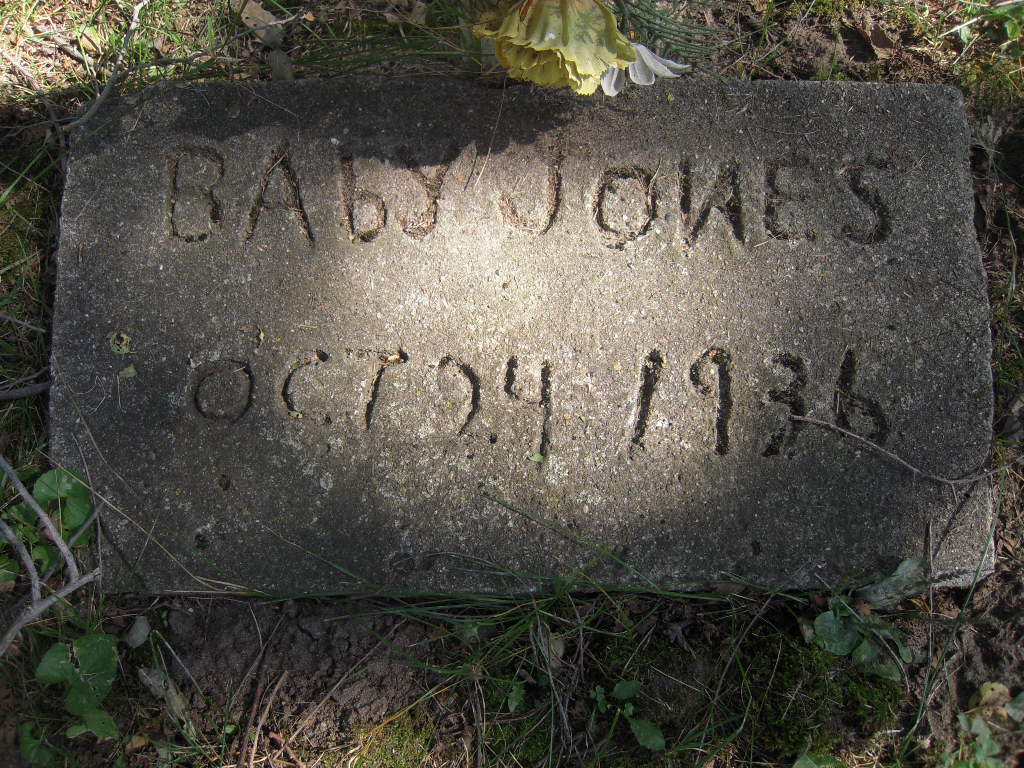 BAbY JONES
OCT 24 1936